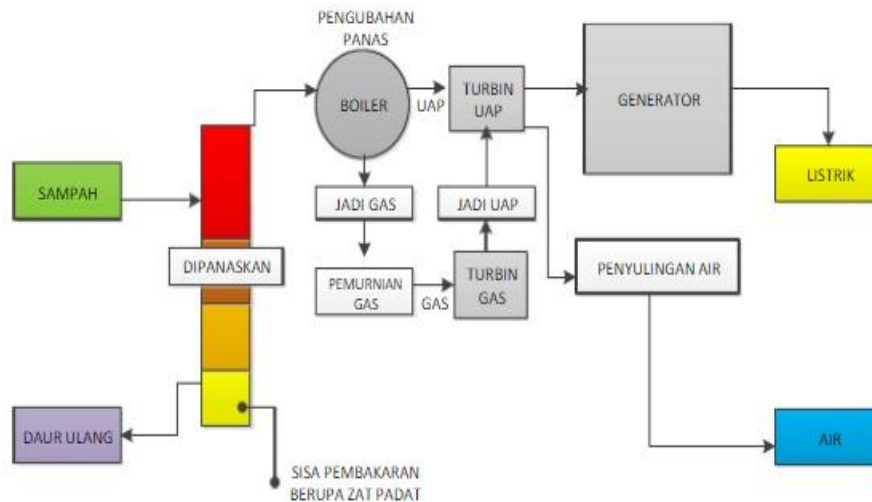 PENGUBAHAN
PANAS
BOILER
UAP
TURBIN
UAP
GENERATOR
SAMPAH
LISTRIK
JADI GAS
JADI UAP
DIPANASKAN
PEMURNIAN
GAS
GAS
TURBIN
GAS
PENYULINGAN AIR
DAUR ULANG
AIR
SISA PEMBAKARAN
BERUPA ZAT PADAT